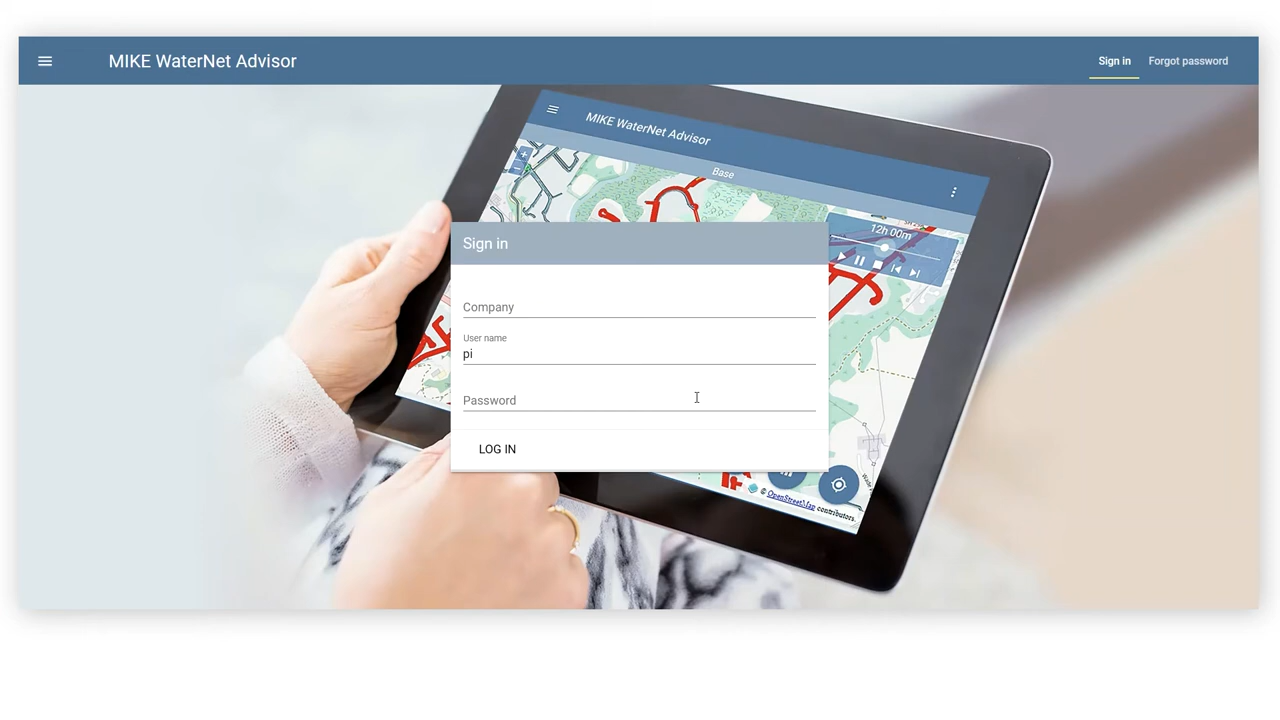 MIKE WaterNet Advisor
Sign in
Forgot password
MIKE WaterNet Advisor
Base
12h 00m
Sign in
Company
User name
pi
Password
LOG IN
© OpenStreetMap contributors.